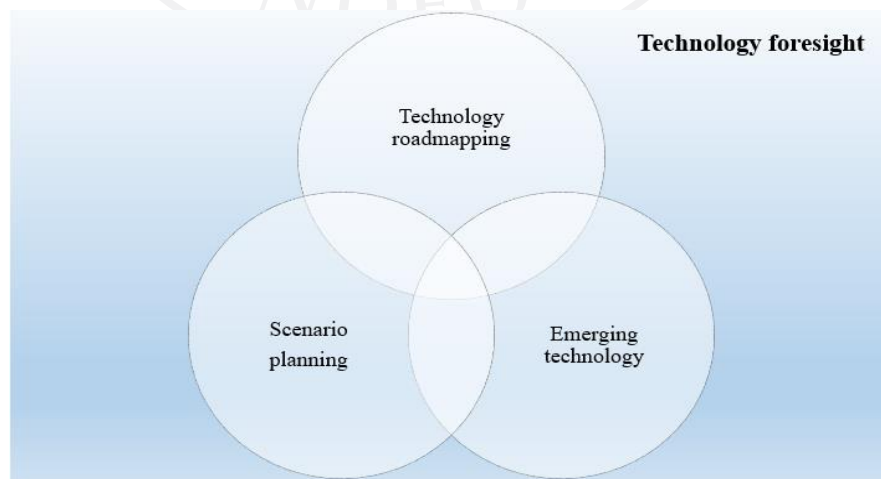 Technology foresight
Technology
roadmapping
Scenario
planning
Emerging
technology